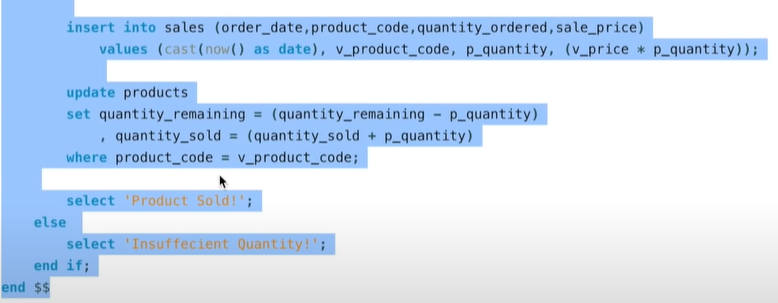 insert into sales (order_date,product_code,quantity_ordered,sale_price)
values (cast(now() as date), v_product_code, p_quantity, (v_price * p_quantity));
update products
set quantity_remaining = (quantity_remaining - p_quantity)
, quantity_sold = (quantity_sold + p_quantity)
where product_code = v_product_code;
select 'Product Sold!';
else
select 'Insuffecient Quantity!';
end if;
end $$